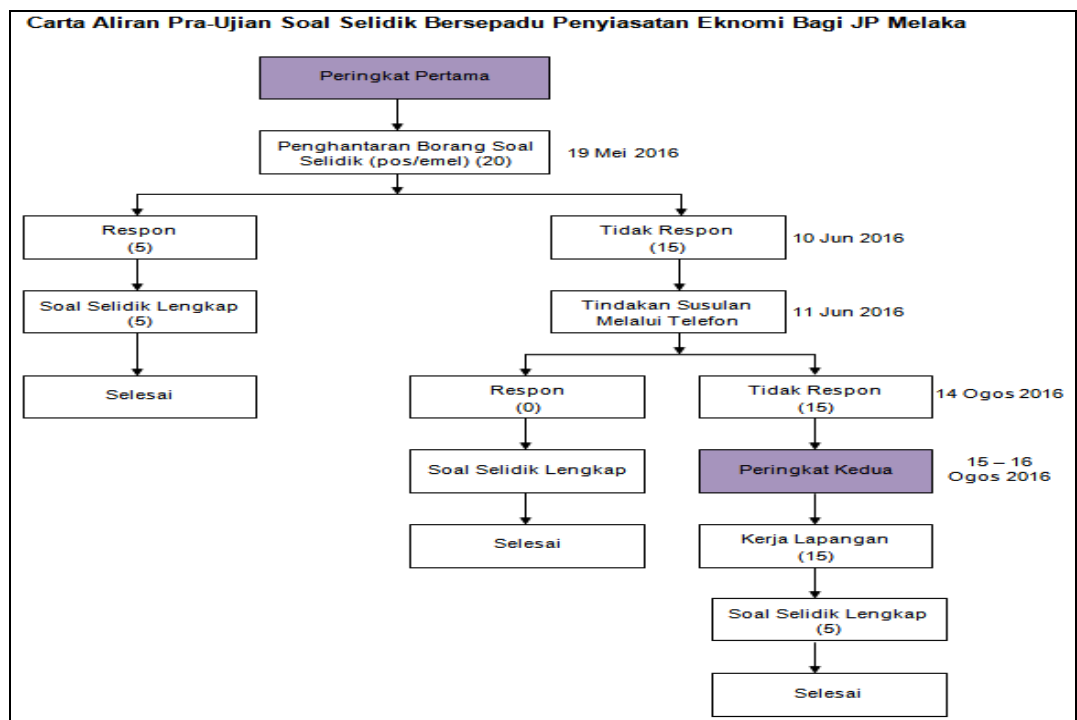 Carta Aliran Pra-Ujian Soal Selidik Bersepadu Penyiasatan Eknomi Bagi JP Melaka
Peringkat Pertama
Penghantaran Borang Soal
Selidik (pos/emel) (20)
19 Mei 2016
Respon
(5)
Tidak Respon
(15)
10 Jun 2016
Soal Selidik Lengkap
(5)
Tindakan Susulan
Melalui Telefon
11 Jun 2016
Selesai
Respon
(0)
Tidak Respon
(15)
14 Ogos 2016
Soal Selidik Lengkap
Peringkat Kedua
15 – 16
Ogos 2016
Selesai
Kerja Lapangan
(15)
Soal Selidik Lengkap
(5)
Selesai